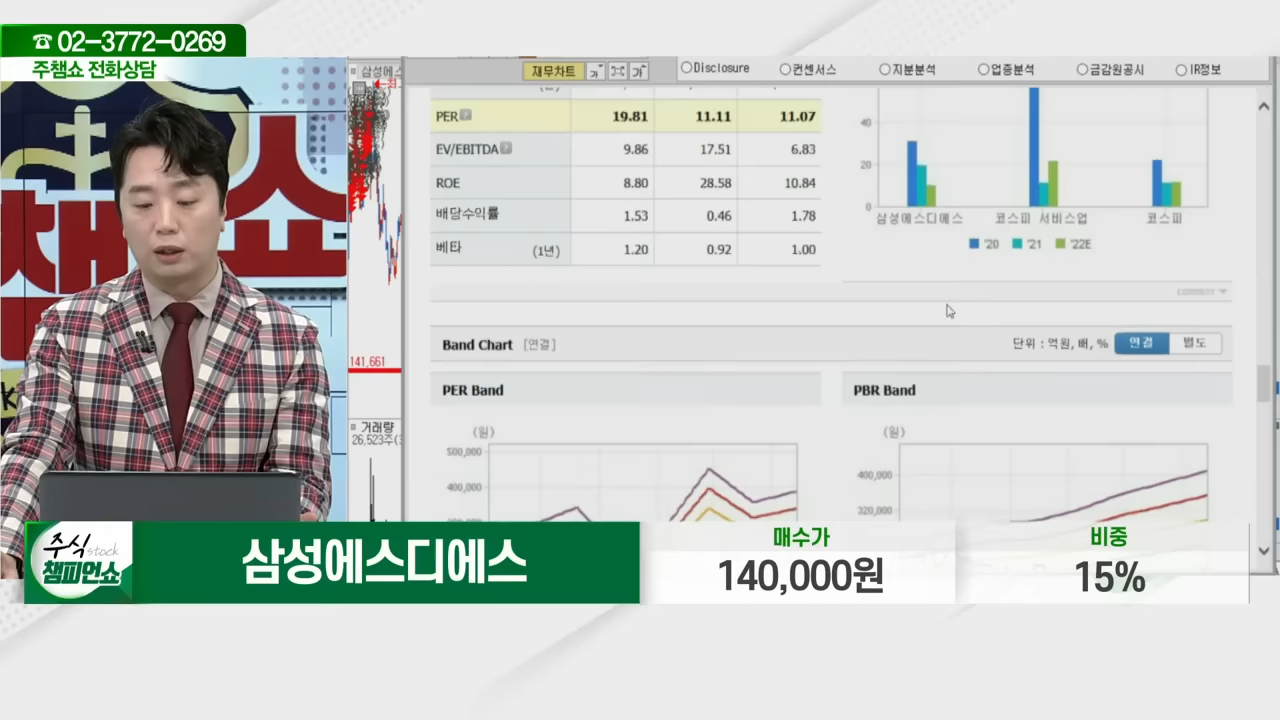 ☎ 02-3772-0269
주챔쇼 전화상담
챔쇼
삼성에스
141,661
거래량
26,523주(
재무차트
Disclosure 컨센서스 지분분석 업종분석 금감원공시 IR정보
PER 19.81 11.11 11.07
EV/EBITDA 9.86 17.51 6.83
ROE 8.80 28.58 10.84
배당수익률 1.53 0.46 1.78
베타 (1년) 1.20 0.92 1.00
40
20
0
삼성에스디에스 코스피 서비스업 코스피
'20 '21 '22E
comment
Band Chart [연결]
단위 : 억원, 배, % 연결 별도
PER Band
(원)
500,000
400,000
PBR Band
(원)
400,000
320,000
주식 stock
챔피언쇼
삼성에스디에스
매수가
140,000원
비중
15%